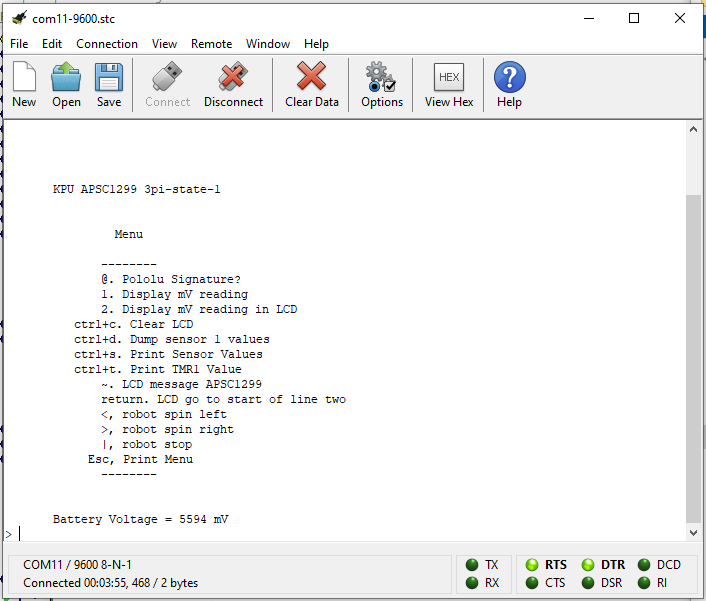 com11-9600.stc
File Edit Connection View Remote Window Help
New Open Save Connect Disconnect Clear Data Options HEX View Hex ? Help
KPU APSC1299 3pi-state-1
Menu
--------
@. Pololu Signature?
1. Display mV reading
2. Display mV reading in LCD
ctrl+c. Clear LCD
ctrl+d. Dump sensor 1 values
ctrl+s. Print Sensor Values
ctrl+t. Print TMR1 Value
~. LCD message APSC1299
return. LCD go to start of line two
<, robot spin left
>, robot spin right
|, robot stop
Esc, Print Menu
--------
Battery Voltage = 5594 mV
>
COM11 / 9600 8-N-1 TX RTS DTR DCD
Connected 00:03:55, 468 / 2 bytes RX CTS DSR RI